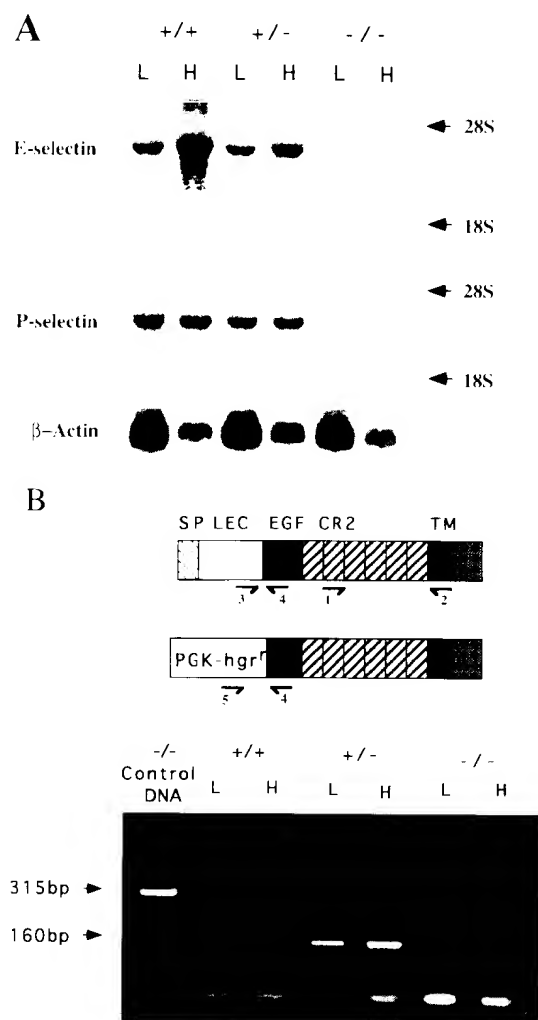 A
+/+ +/- -/-
L H L H L H
E-selectin
28S
18S
28S
P-selectin
18S
β-Actin
B
SP LEC EGF CR2 TM
3 4 1 2
PGK-hgr^r
5 4
-/- +/+ +/- -/-
Control
DNA
L H L H L H
315bp
160bp